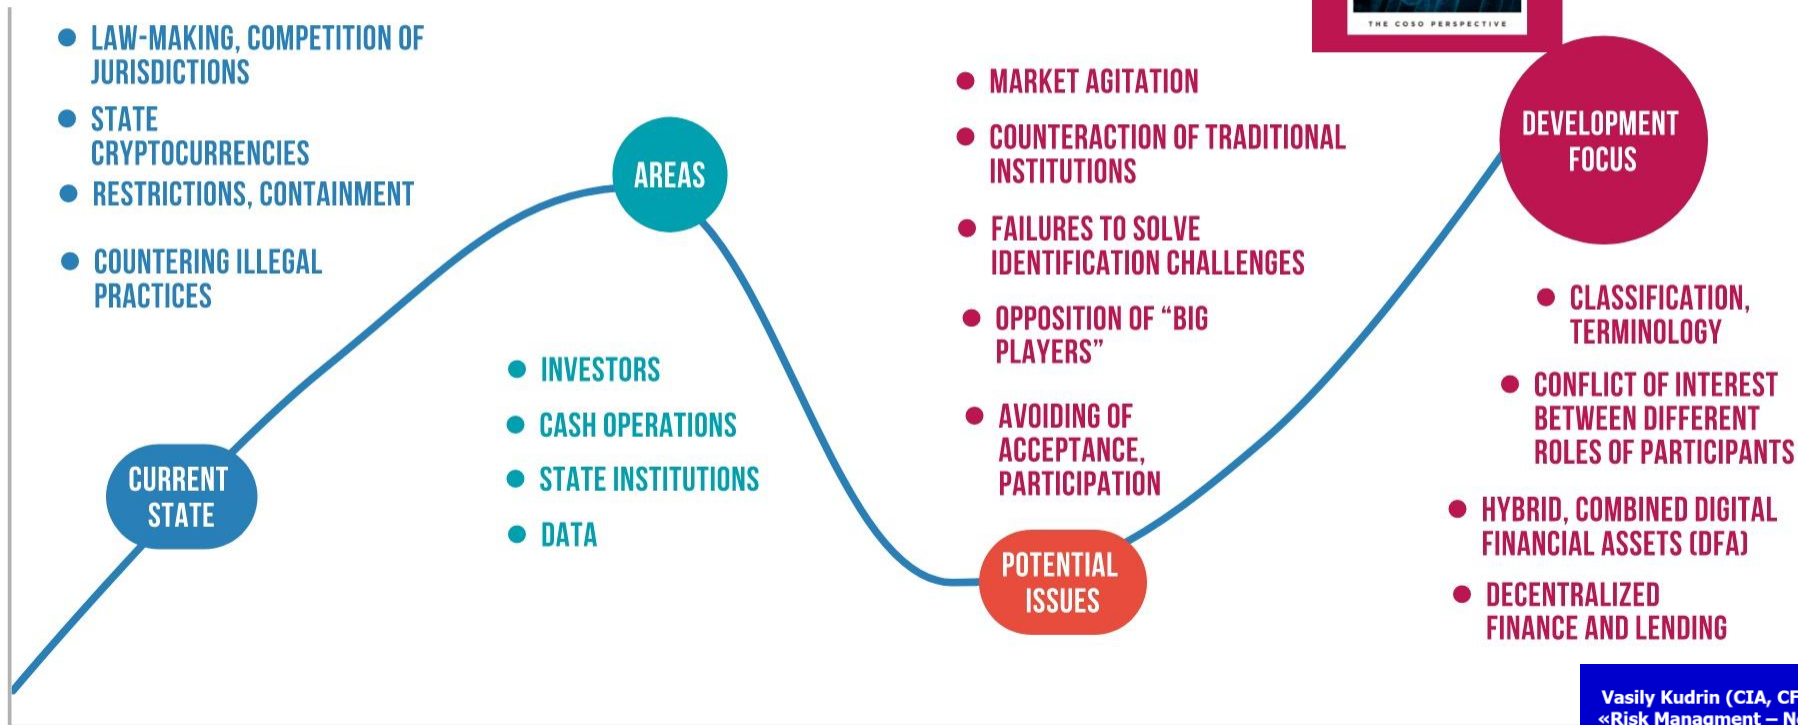 LAW-MAKING, COMPETITION OF
JURISDICTIONS
STATE
CRYPTOCURRENCIES
RESTRICTIONS, CONTAINMENT
COUNTERING ILLEGAL
PRACTICES
CURRENT
STATE
AREAS
INVESTORS
CASH OPERATIONS
STATE INSTITUTIONS
DATA
MARKET AGITATION
COUNTERACTION OF TRADITIONAL
INSTITUTIONS
FAILURES TO SOLVE
IDENTIFICATION CHALLENGES
OPPOSITION OF “BIG
PLAYERS”
AVOIDING OF
ACCEPTANCE,
PARTICIPATION
POTENTIAL
ISSUES
THE COSO PERSPECTIVE
DEVELOPMENT
FOCUS
CLASSIFICATION,
TERMINOLOGY
CONFLICT OF INTEREST
BETWEEN DIFFERENT
ROLES OF PARTICIPANTS
HYBRID, COMBINED DIGITAL
FINANCIAL ASSETS (DFA)
DECENTRALIZED
FINANCE AND LENDING
Vasily Kudrin (CIA,
«Risk Managment –